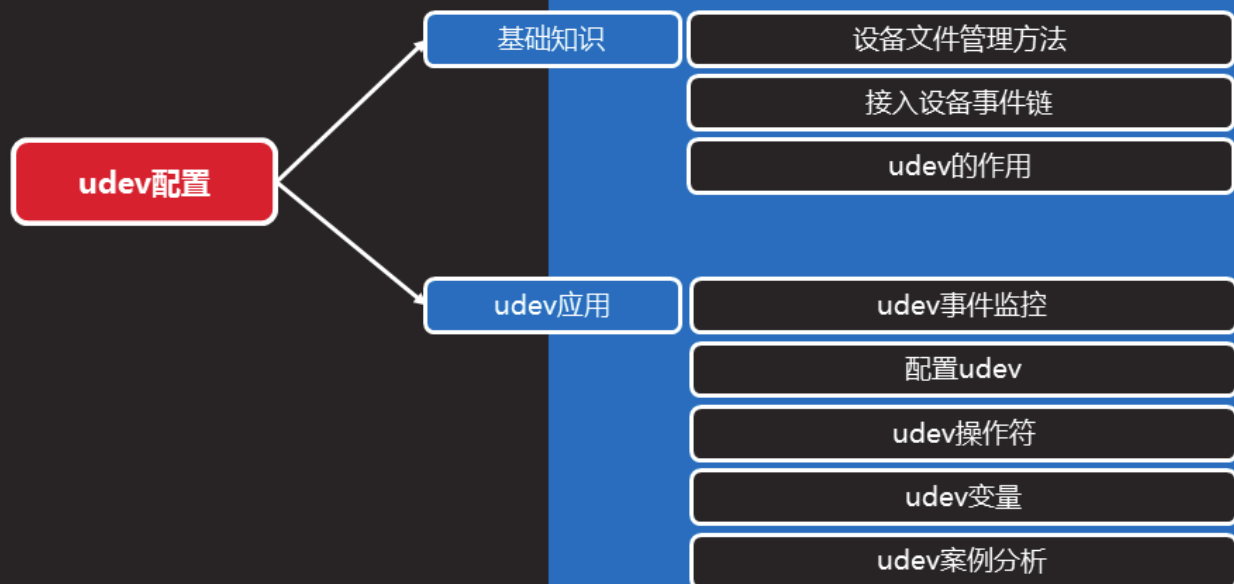 udev配置
基础知识
设备文件管理方法
接入设备事件链
udev的作用
udev应用
udev事件监控
配置udev
udev操作符
udev变量
udev案例分析